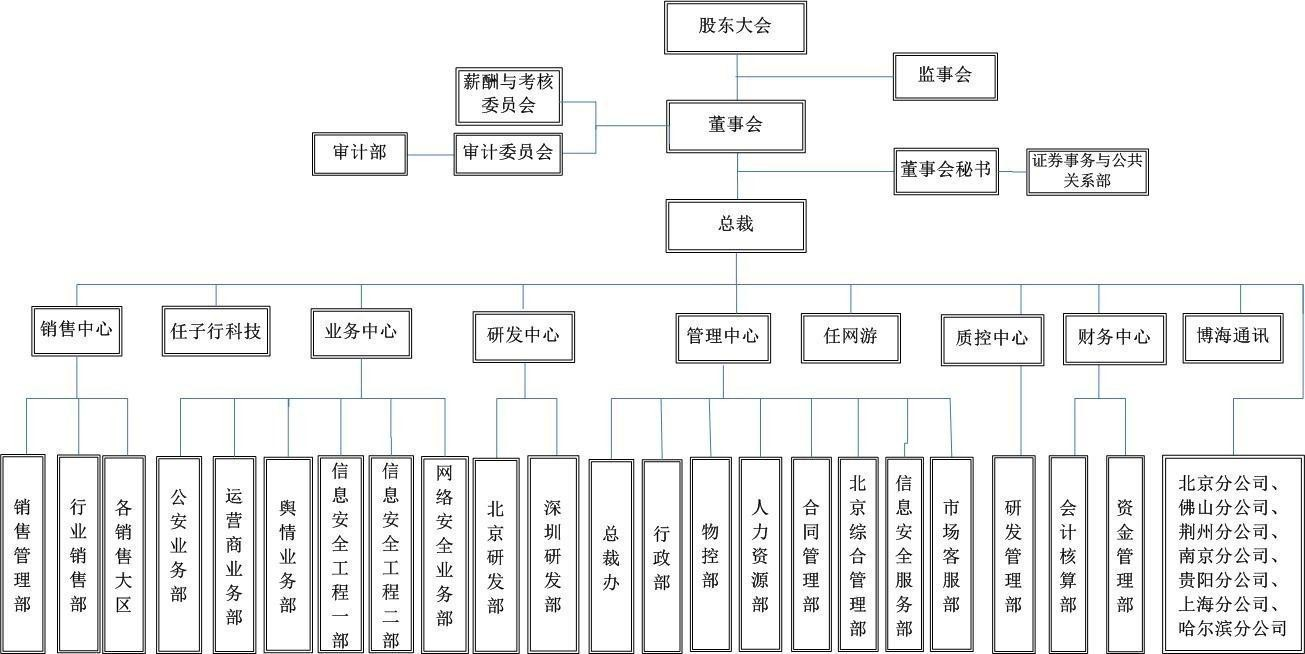 股东大会
监事会
薪酬与考核
委员会
董事会
审计部
审计委员会
董事会秘书
证券事务与公共
关系部
总裁
销售中心
任子行科技
业务中心
研发中心
管理中心
任网游
质控中心
财务中心
博海通讯
销售管理部
行业销售部
各销售大区
公安业务部
运营商业务部
舆情业务部
信息安全工程一部
信息安全工程二部
网络安全业务部
北京研发部
深圳研发部
总裁办
行政部
物控部
人力资源部
合同管理部
北京综合管理部
信息安全服务部
市场客服部
研发管理部
会计核算部
资金管理部
北京分公司、
佛山分公司、
荆州分公司、
南京分公司、
贵阳分公司、
上海分公司、
哈尔滨分公司